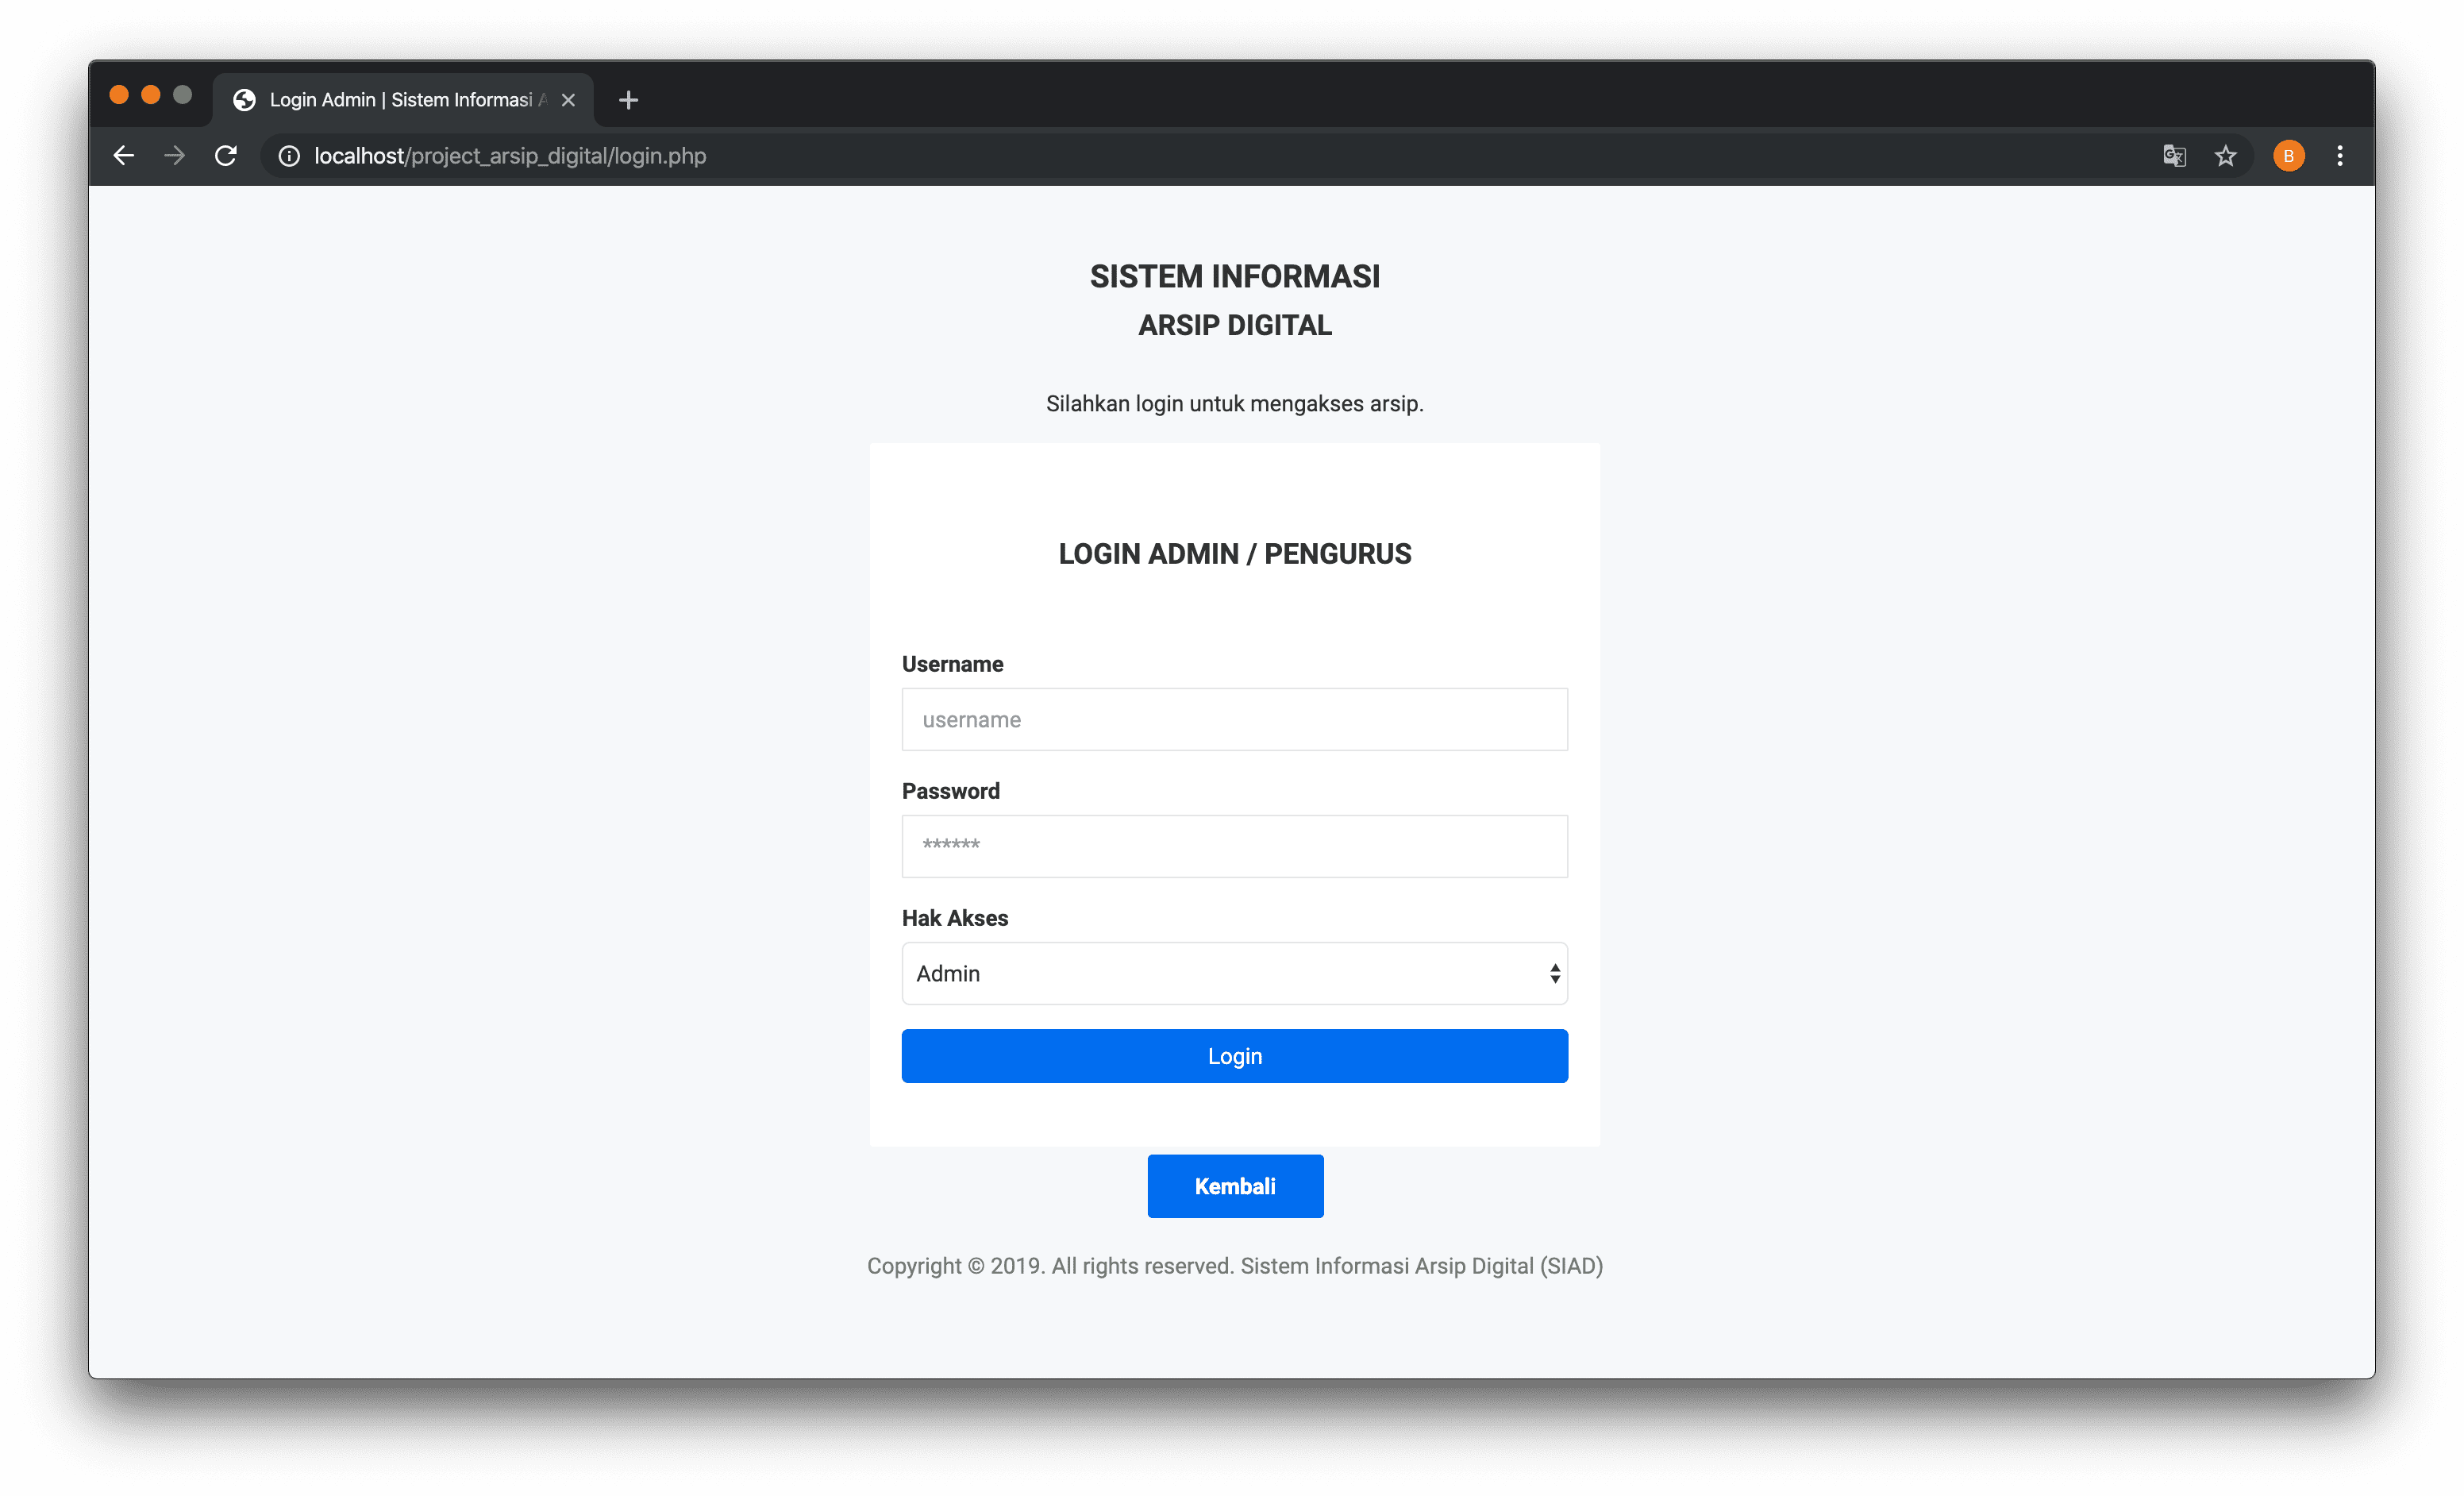 Login Admin | Sistem Informasi A
localhost/project_arsip_digital/login.php
B
SISTEM INFORMASI
ARSIP DIGITAL
Silahkan login untuk mengakses arsip.
LOGIN ADMIN / PENGURUS
Username
username
Password
******
Hak Akses
Admin
Login
Kembali
Copyright © 2019. All rights reserved. Sistem Informasi Arsip Digital (SIAD)